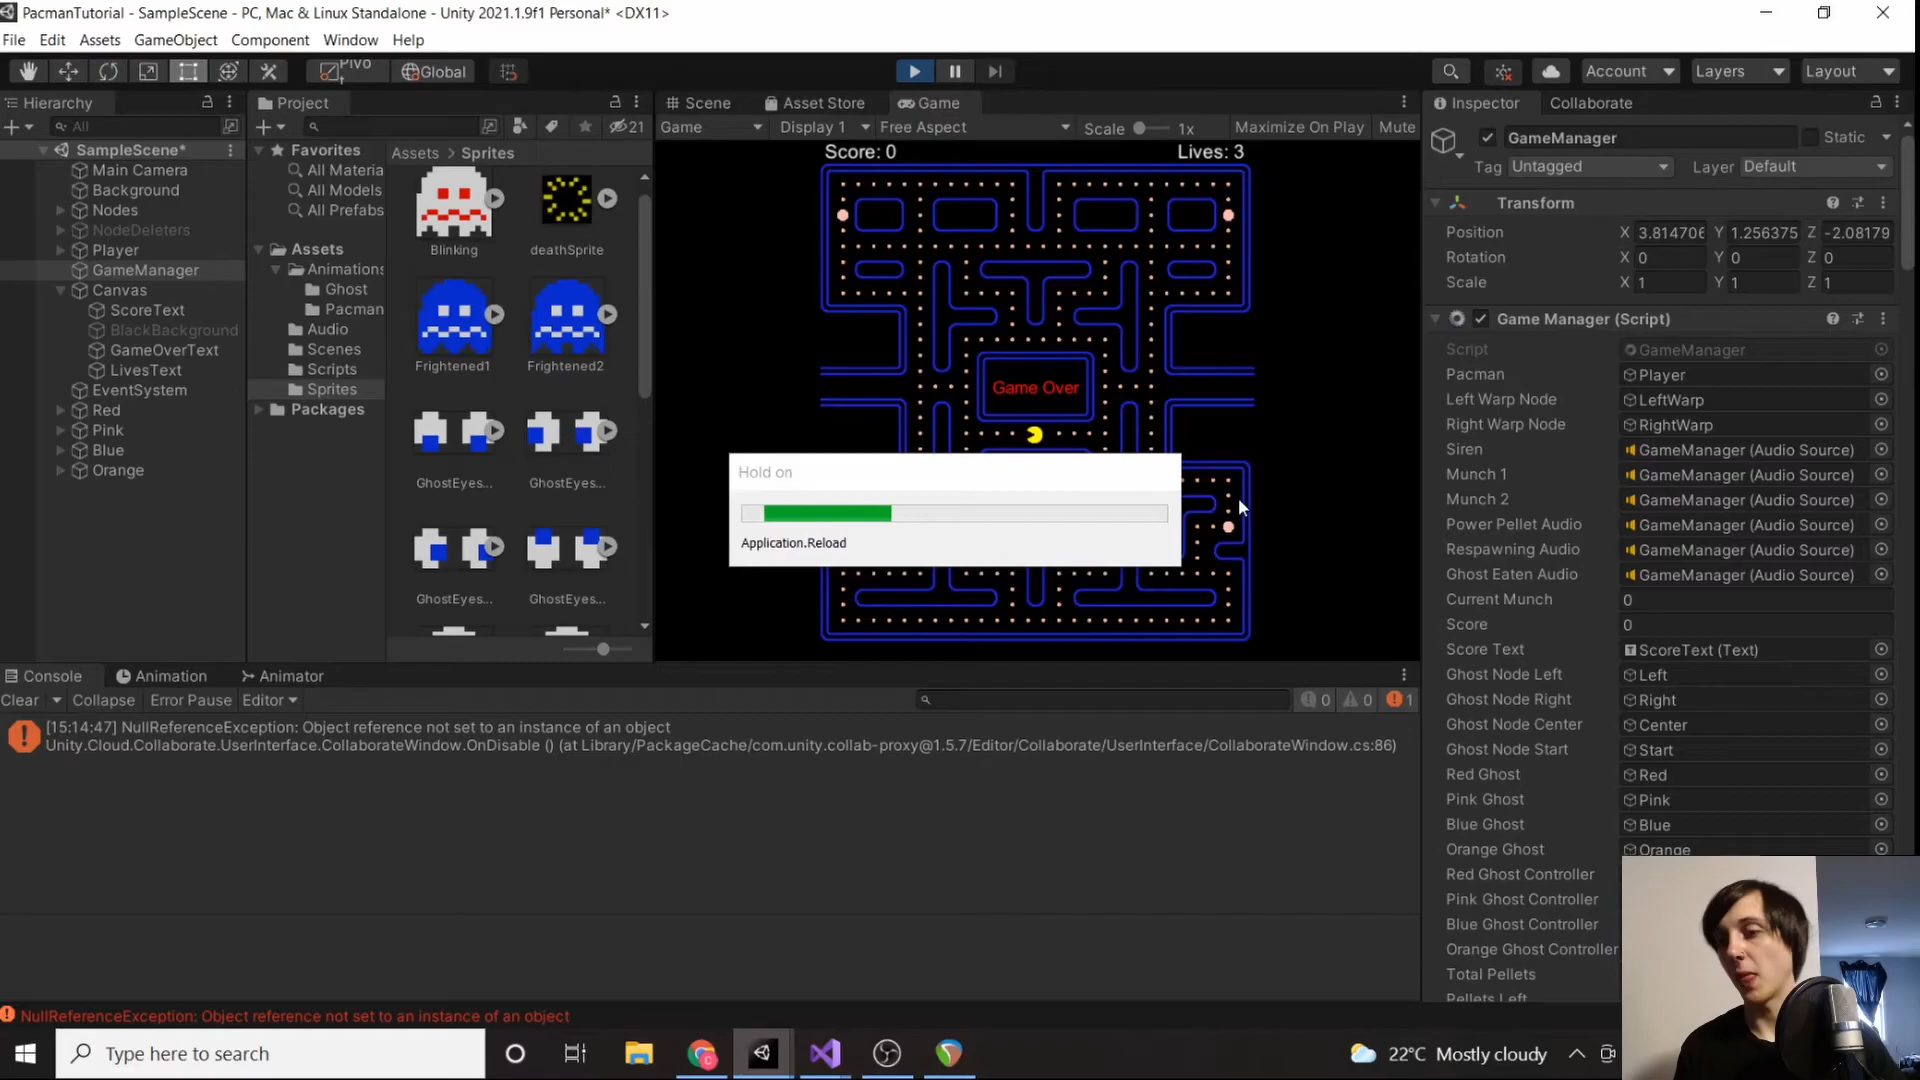 PacmanTutorial - SampleScene - PC, Mac & Linux Standalone - Unity 2021.1.9f1 Personal* <DX11>
File Edit Assets GameObject Component Window Help
Pivo Global Account Layers Layout
Hierarchy
All
SampleScene*
Main Camera
Background
Nodes
NodeDeleters
Player
GameManager
Canvas
ScoreText
BlackBackground
GameOverText
LivesText
EventSystem
Red
Pink
Blue
Orange
Project
21
Favorites
All Materia
All Models
All Prefabs
Assets
Animations
Ghost
Pacman
Audio
Scenes
Scripts
Sprites
Packages
Assets > Sprites
Blinking deathSprite
Frightened1 Frightened2
GhostEyes... GhostEyes...
GhostEyes... GhostEyes...
Scene Asset Store Game
Game Display 1 Free Aspect Scale 1x Maximize On Play Mute
Score: 0 Lives: 3
Game Over
Hold on
Application.Reload
Inspector Collaborate
GameManager Static
Tag Untagged Layer Default
Transform
Position X 3.814706 Y 1.256375 Z -2.08179
Rotation X 0 Y 0 Z 0
Scale X 1 Y 1 Z 1
Game Manager (Script)
Script GameManager
Pacman Player
Left Warp Node LeftWarp
Right Warp Node RightWarp
Siren GameManager (Audio Source)
Munch 1 GameManager (Audio Source)
Munch 2 GameManager (Audio Source)
Power Pellet Audio GameManager (Audio Source)
Respawning Audio GameManager (Audio Source)
Ghost Eaten Audio GameManager (Audio Source)
Current Munch 0
Score 0
Score Text ScoreText (Text)
Ghost Node Left Left
Ghost Node Right Right
Ghost Node Center Center
Ghost Node Start Start
Red Ghost Red
Pink Ghost Pink
Blue Ghost Blue
Orange Ghost Orange
Red Ghost Controller
Pink Ghost Controller
Blue Ghost Controller
Orange Ghost Controller
Total Pellets
Pellets Left
Console Animation Animator
Clear Collapse Error Pause Editor 0 0 1
[15:14:47] NullReferenceException: Object reference not set to an instance of an object
Unity.Cloud.Collaborate.UserInterface.CollaborateWindow.OnDisable () (at Library/PackageCache/com.unity.collab-proxy@1.5.7/Editor/Collaborate/UserInterface/CollaborateWindow.cs:86)
NullReferenceException: Object reference not set to an instance of an object
Type here to search
22°C Mostly cloudy